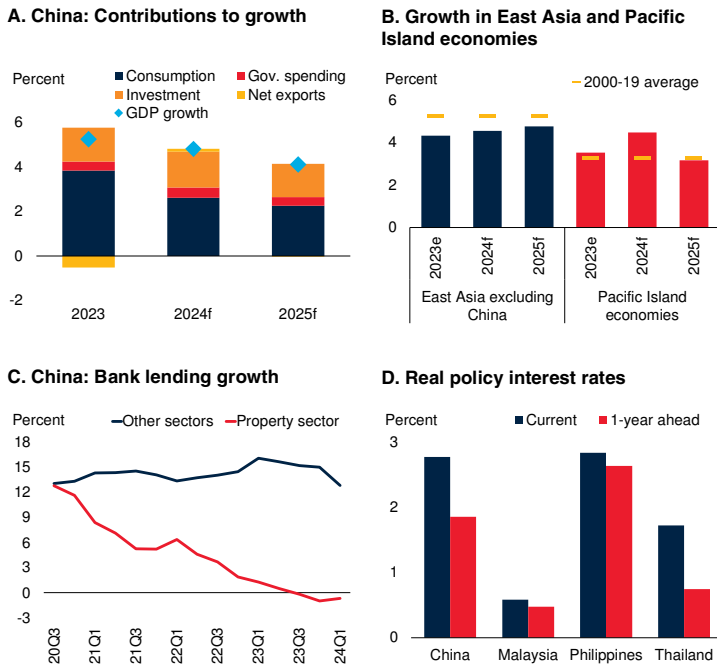 A. China: Contributions to growth
Percent
Consumption
Gov. spending
Investment
Net exports
GDP growth
6
4
2
0
-2
2023
2024f
2025f
B. Growth in East Asia and Pacific
Island economies
Percent
2000-19 average
6
4
2
0
2023e
2024f
2025f
2023e
2024f
2025f
East Asia excluding
China
Pacific Island
economies
C. China: Bank lending growth
Percent
Other sectors
Property sector
18
15
12
9
6
3
0
-3
20Q3
21Q1
21Q3
22Q1
22Q3
23Q1
23Q3
24Q1
D. Real policy interest rates
Percent
Current
1-year ahead
3
2
1
0
China
Malaysia
Philippines
Thailand